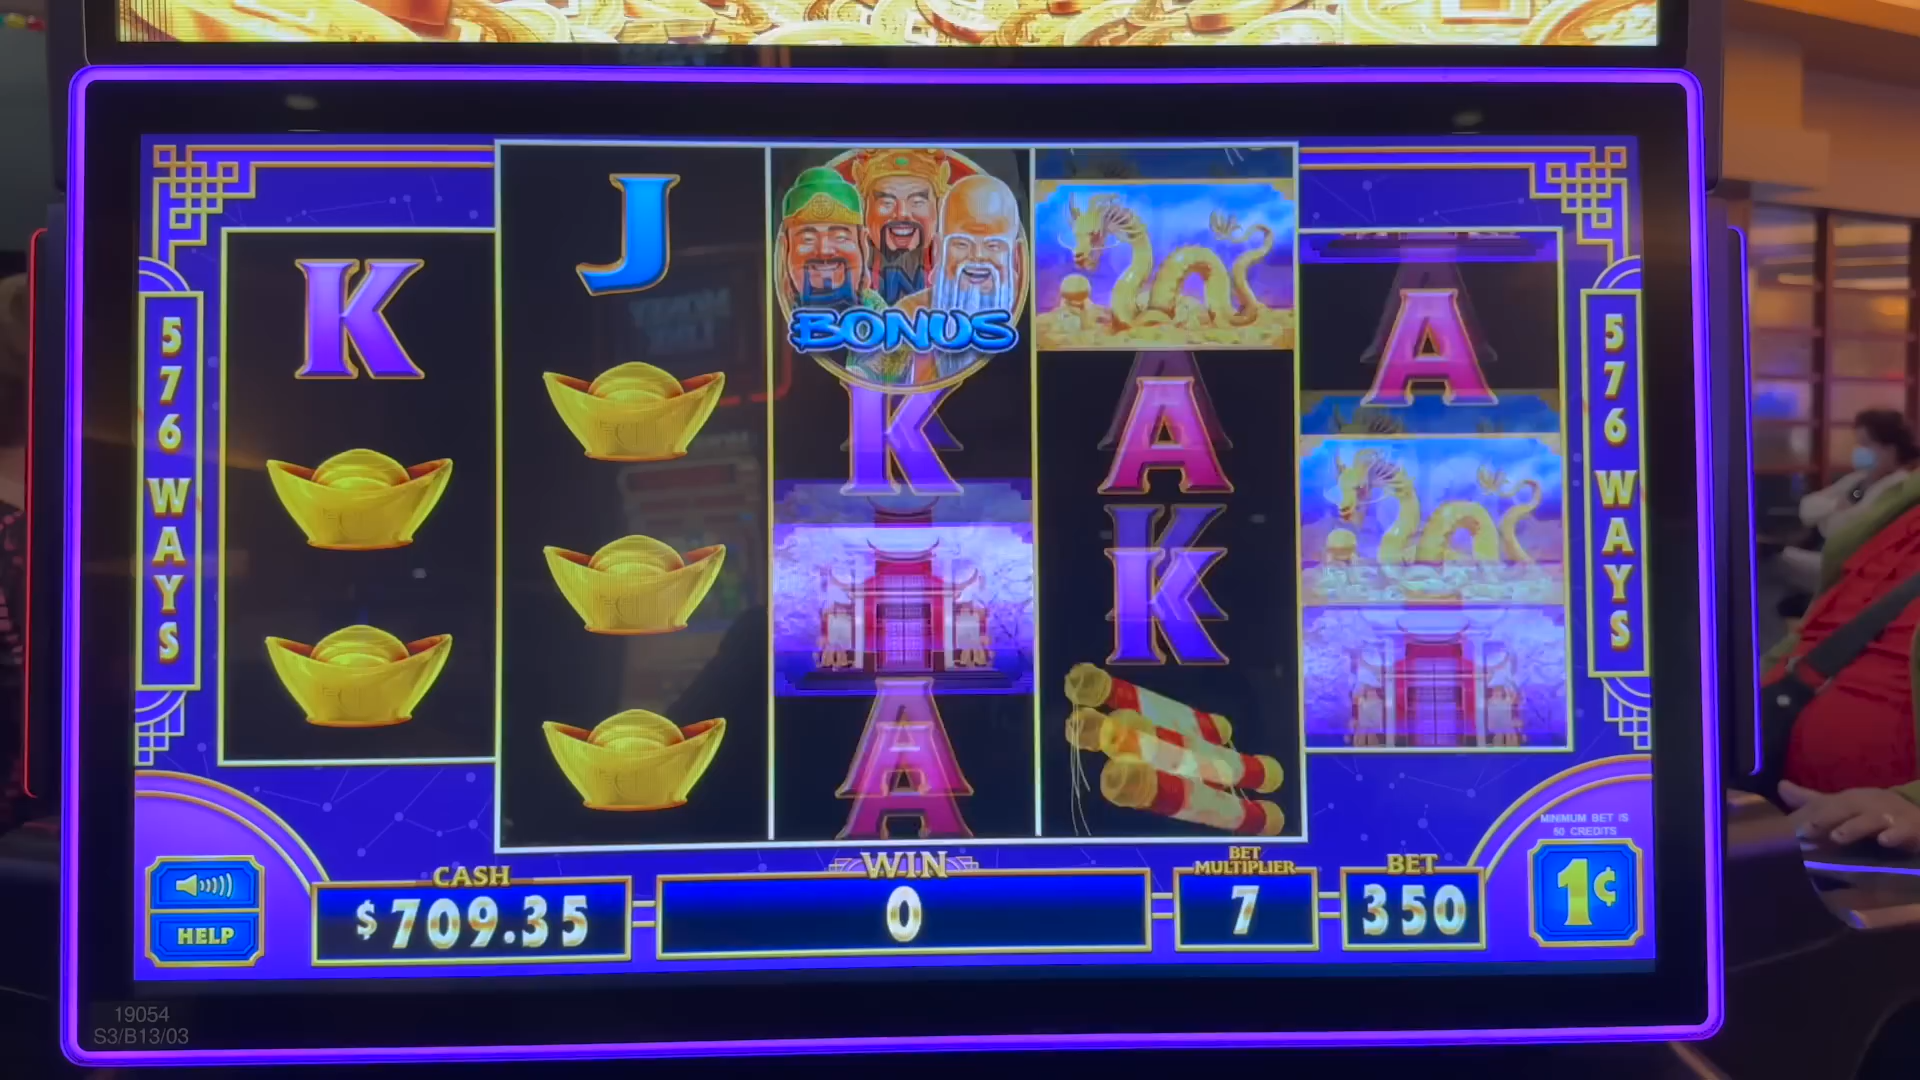 K
J
BONUS
K
A
K
A
A
576 WAYS
576 WAYS
HELP
CASH
$709.35
WIN
0
BET MULTIPLIER
7
BET
350
MINIMUM BET IS
50 CREDITS
1¢
19054
S3/B13/03